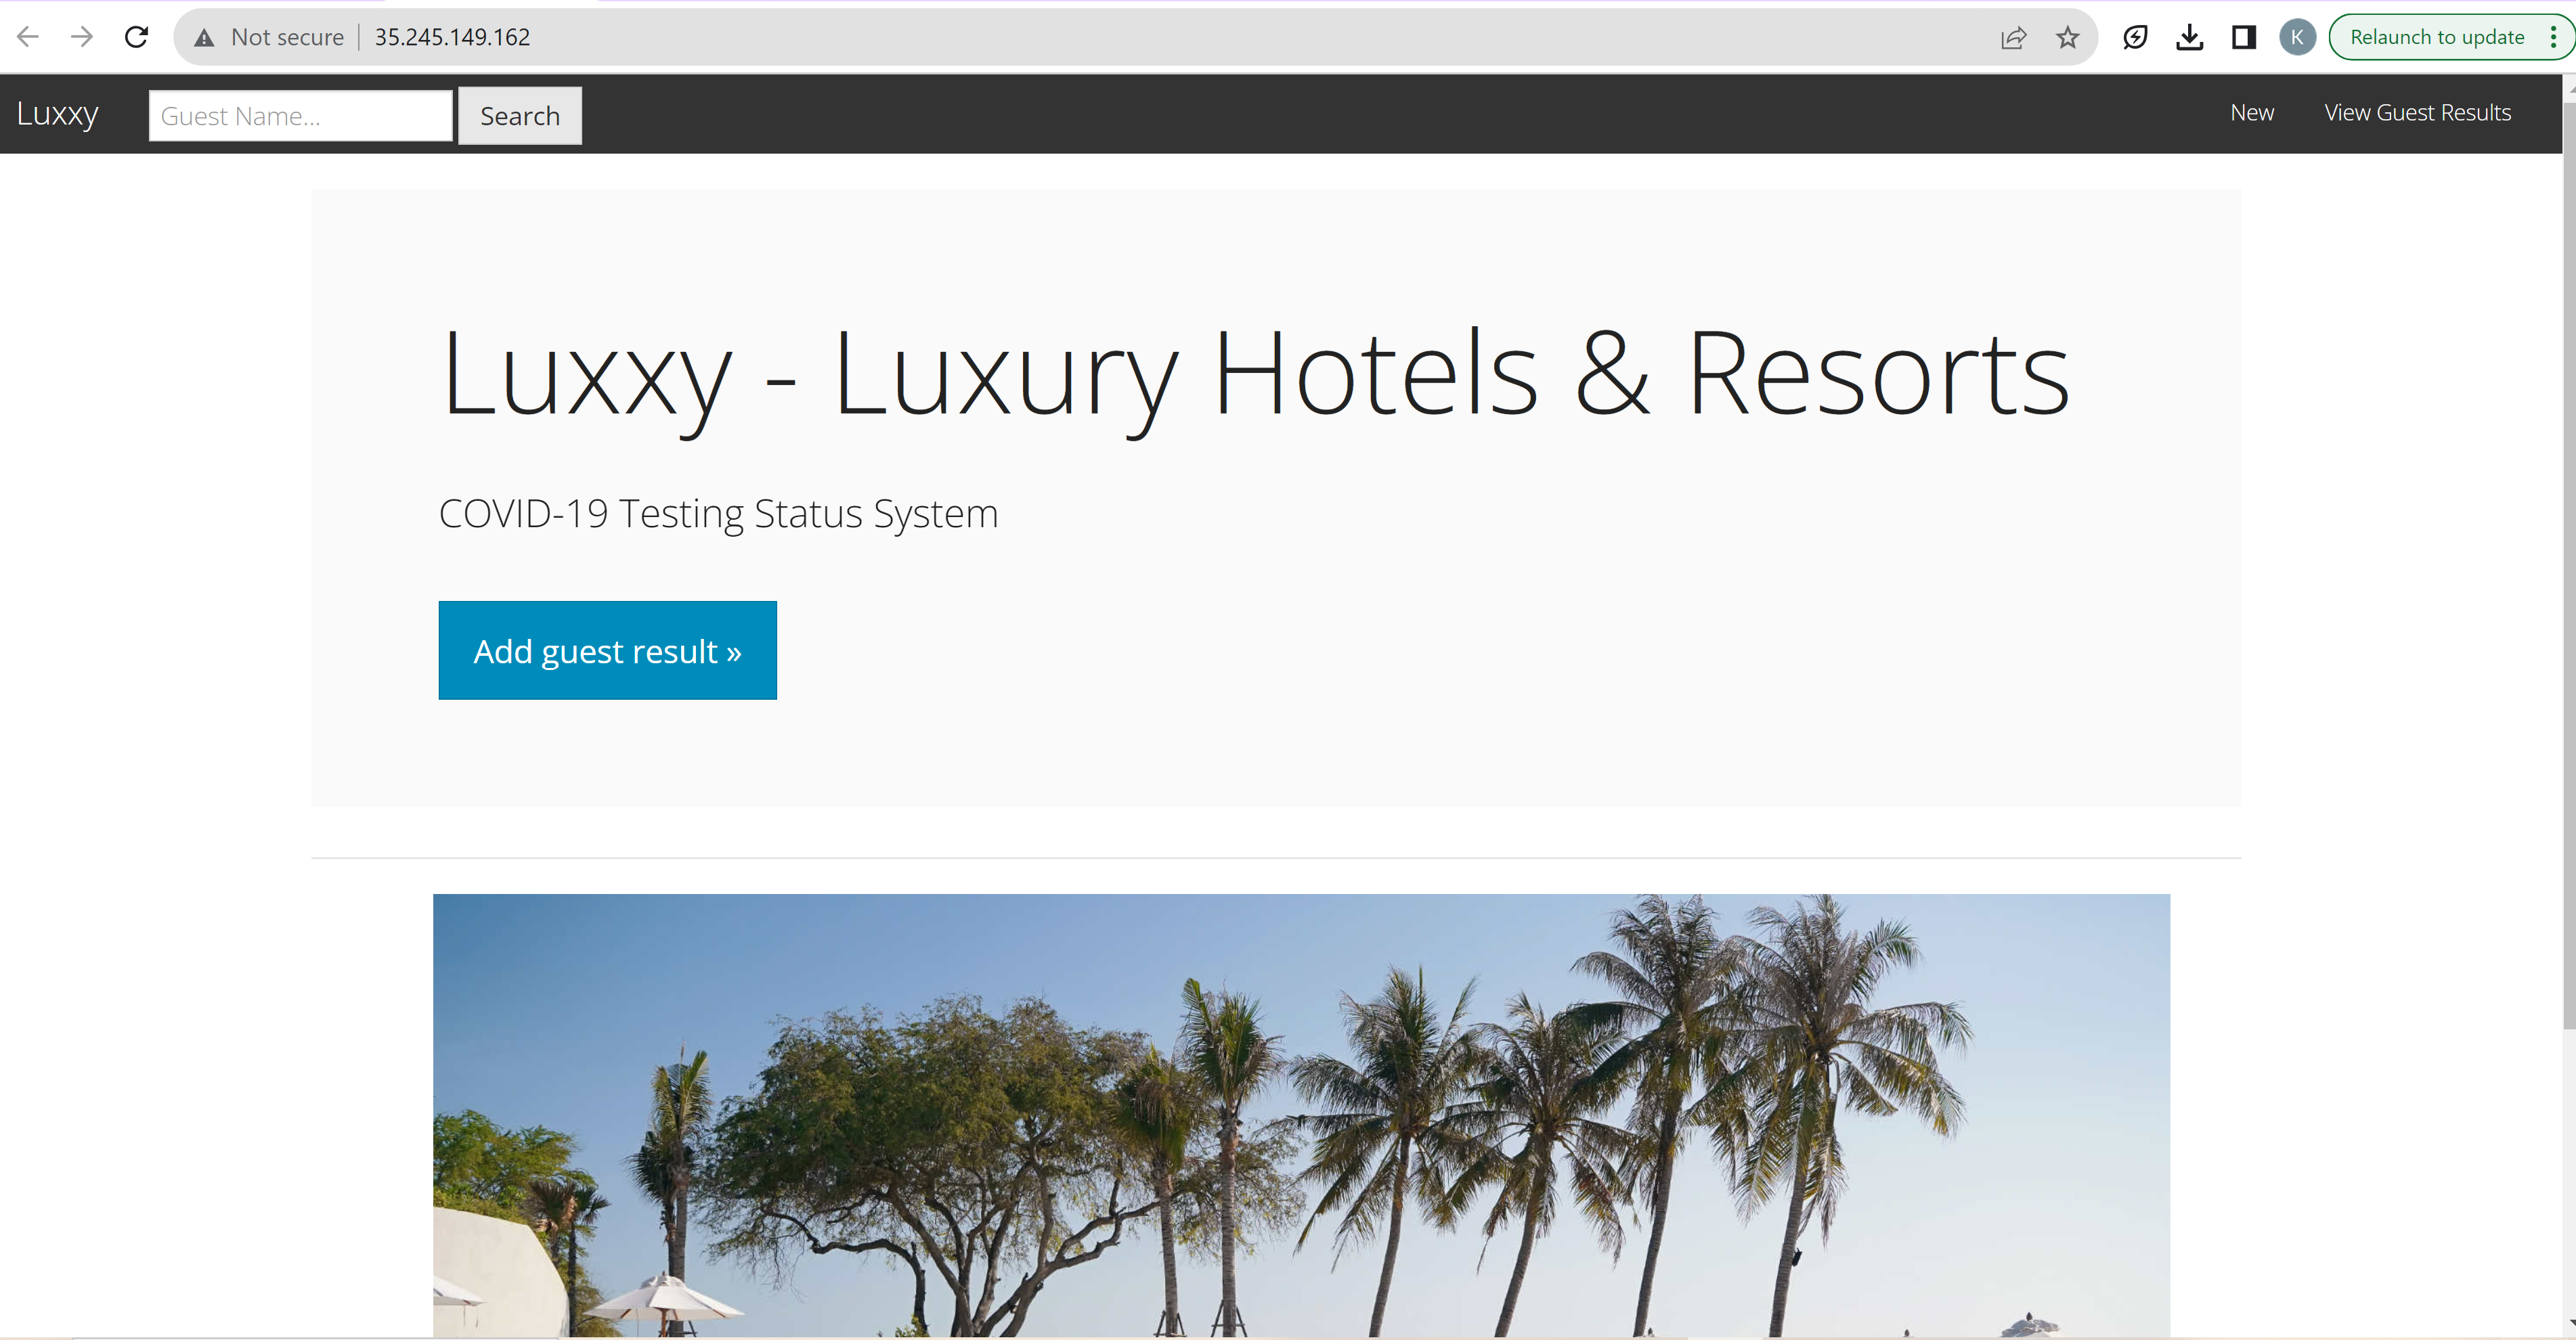 Not secure 35.245.149.162
K
Relaunch to update
Luxxy
Guest Name...
Search
New
View Guest Results
Luxxy - Luxury Hotels & Resorts
COVID-19 Testing Status System
Add guest result »